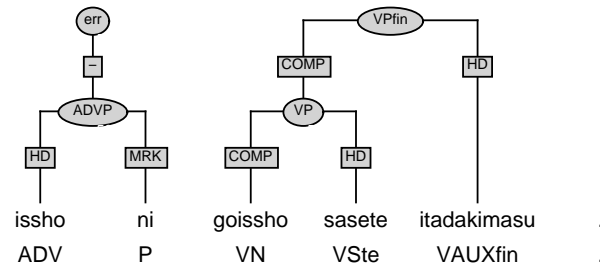 err VPfin
– COMP HD
ADVP VP
HD MRK COMP HD
issho ni goissho sasete itadakimasu .
ADV P VN VSte VAUXfin .